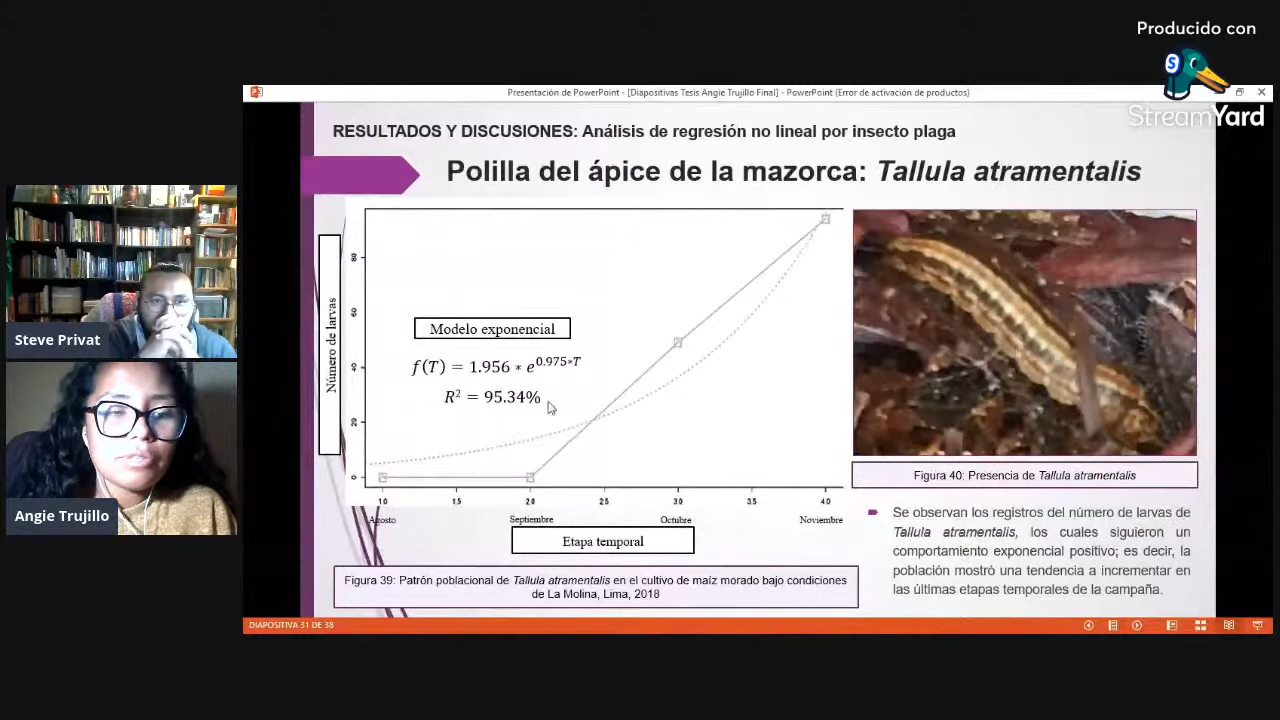 Producido con
StreamYard
Presentación de PowerPoint - [Diapositivas Tesis Angie Trujillo Final] - PowerPoint (Error de activación de productos)
RESULTADOS Y DISCUSIONES: Análisis de regresión no lineal por insecto plaga
Polilla del ápice de la mazorca: Tallula atramentalis
Número de larvas
80
60
40
20
0
Modelo exponencial
f(T) = 1.956 * e^0.975*T
R² = 95.34%
1.0 1.5 2.0 2.5 3.0 3.5 4.0
Agosto Septiembre Octubre Noviembre
Etapa temporal
Figura 39: Patrón poblacional de Tallula atramentalis en el cultivo de maíz morado bajo condiciones
de La Molina, Lima, 2018
Figura 40: Presencia de Tallula atramentalis
Se observan los registros del número de larvas de
Tallula atramentalis, los cuales siguieron un
comportamiento exponencial positivo; es decir, la
población mostró una tendencia a incrementar en
las últimas etapas temporales de la campaña.
DIAPOSITIVA 31 DE 38
Steve Privat
Angie Trujillo